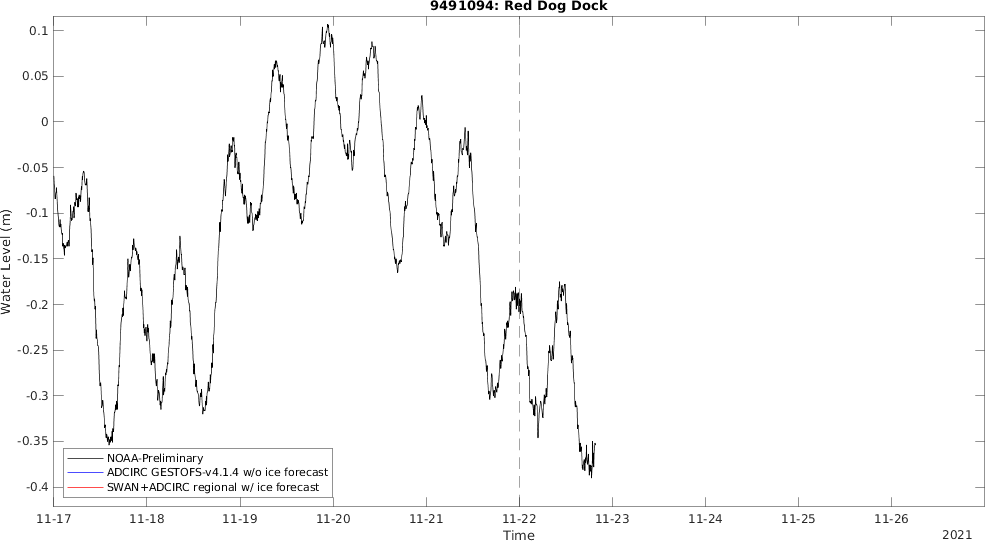 9491094: Red Dog Dock
0.1
0.05
0
-0.05
-0.1
-0.15
-0.2
-0.25
-0.3
-0.35
-0.4
Water Level (m)
NOAA-Preliminary
ADCIRC GESTOFS-v4.1.4 w/o ice forecast
SWAN+ADCIRC regional w/ ice forecast
11-17 11-18 11-19 11-20 11-21 11-22 11-23 11-24 11-25 11-26
Time
2021